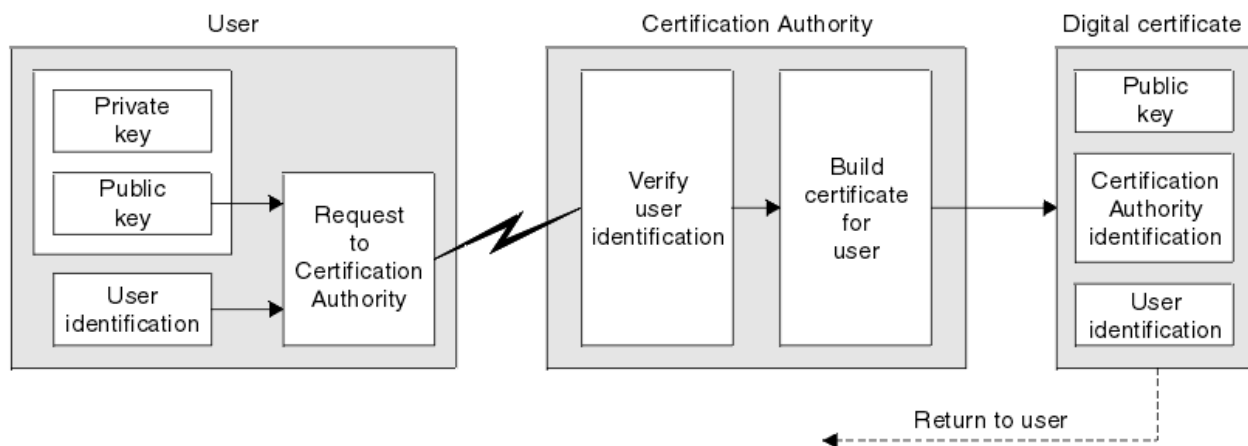 User
Private
key
Public
key
User
identification
Request
to
Certification
Authority
Certification Authority
Verify
user
identification
Build
certificate
for
user
Digital certificate
Public
key
Certification
Authority
identification
User
identification
Return to user